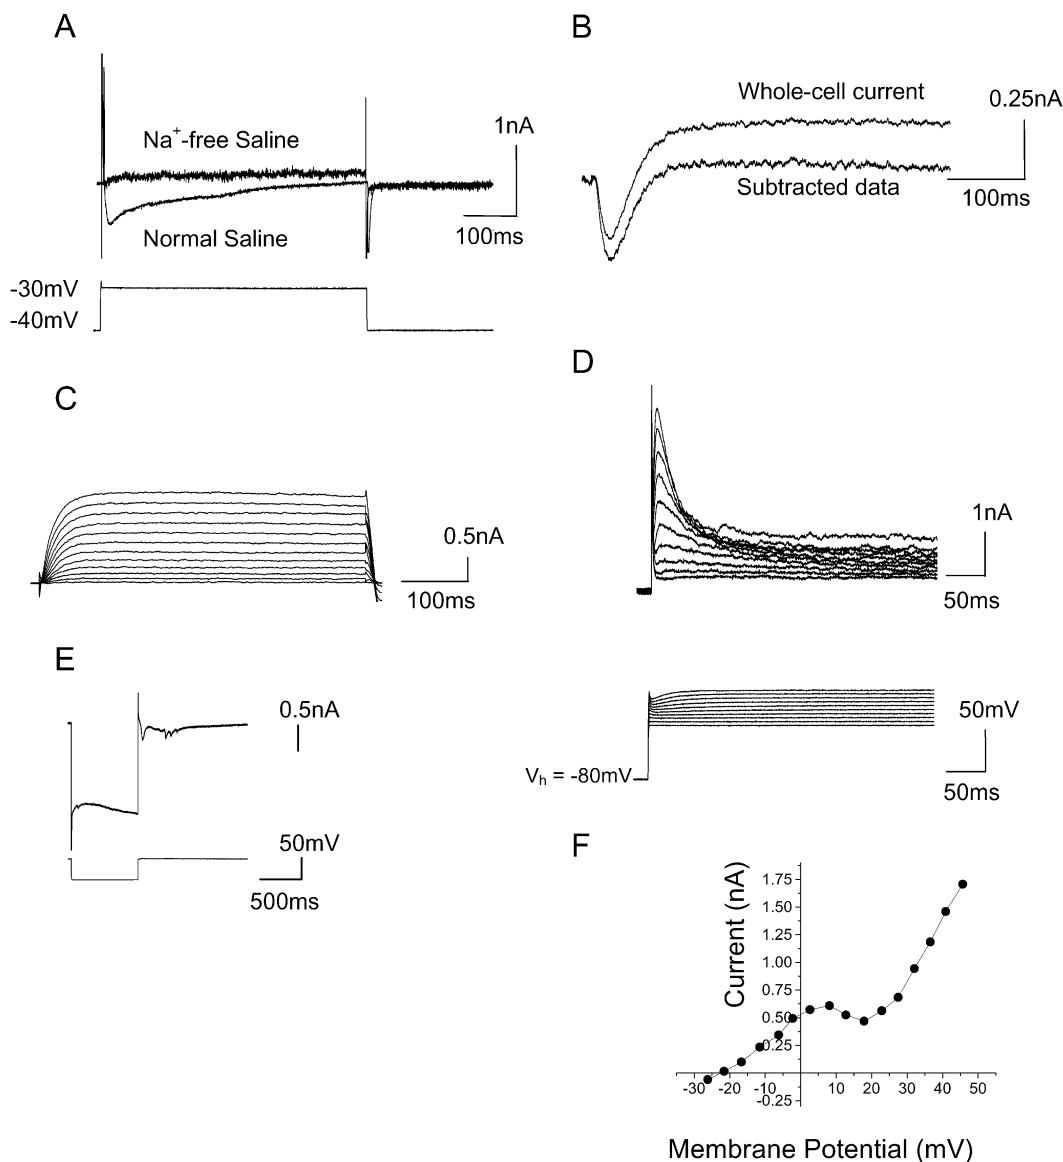 A
Na+-free Saline
Normal Saline
1nA
100ms
-30mV
-40mV
B
Whole-cell current
Subtracted data
0.25nA
100ms
C
0.5nA
100ms
D
1nA
50ms
Vh = -80mV
50mV
50ms
E
0.5nA
50mV
500ms
F
Current (nA)
1.75
1.50
1.25
1.00
0.75
0.50
0.25
-0.25
-30 -20 -10 0 10 20 30 40 50
Membrane Potential (mV)